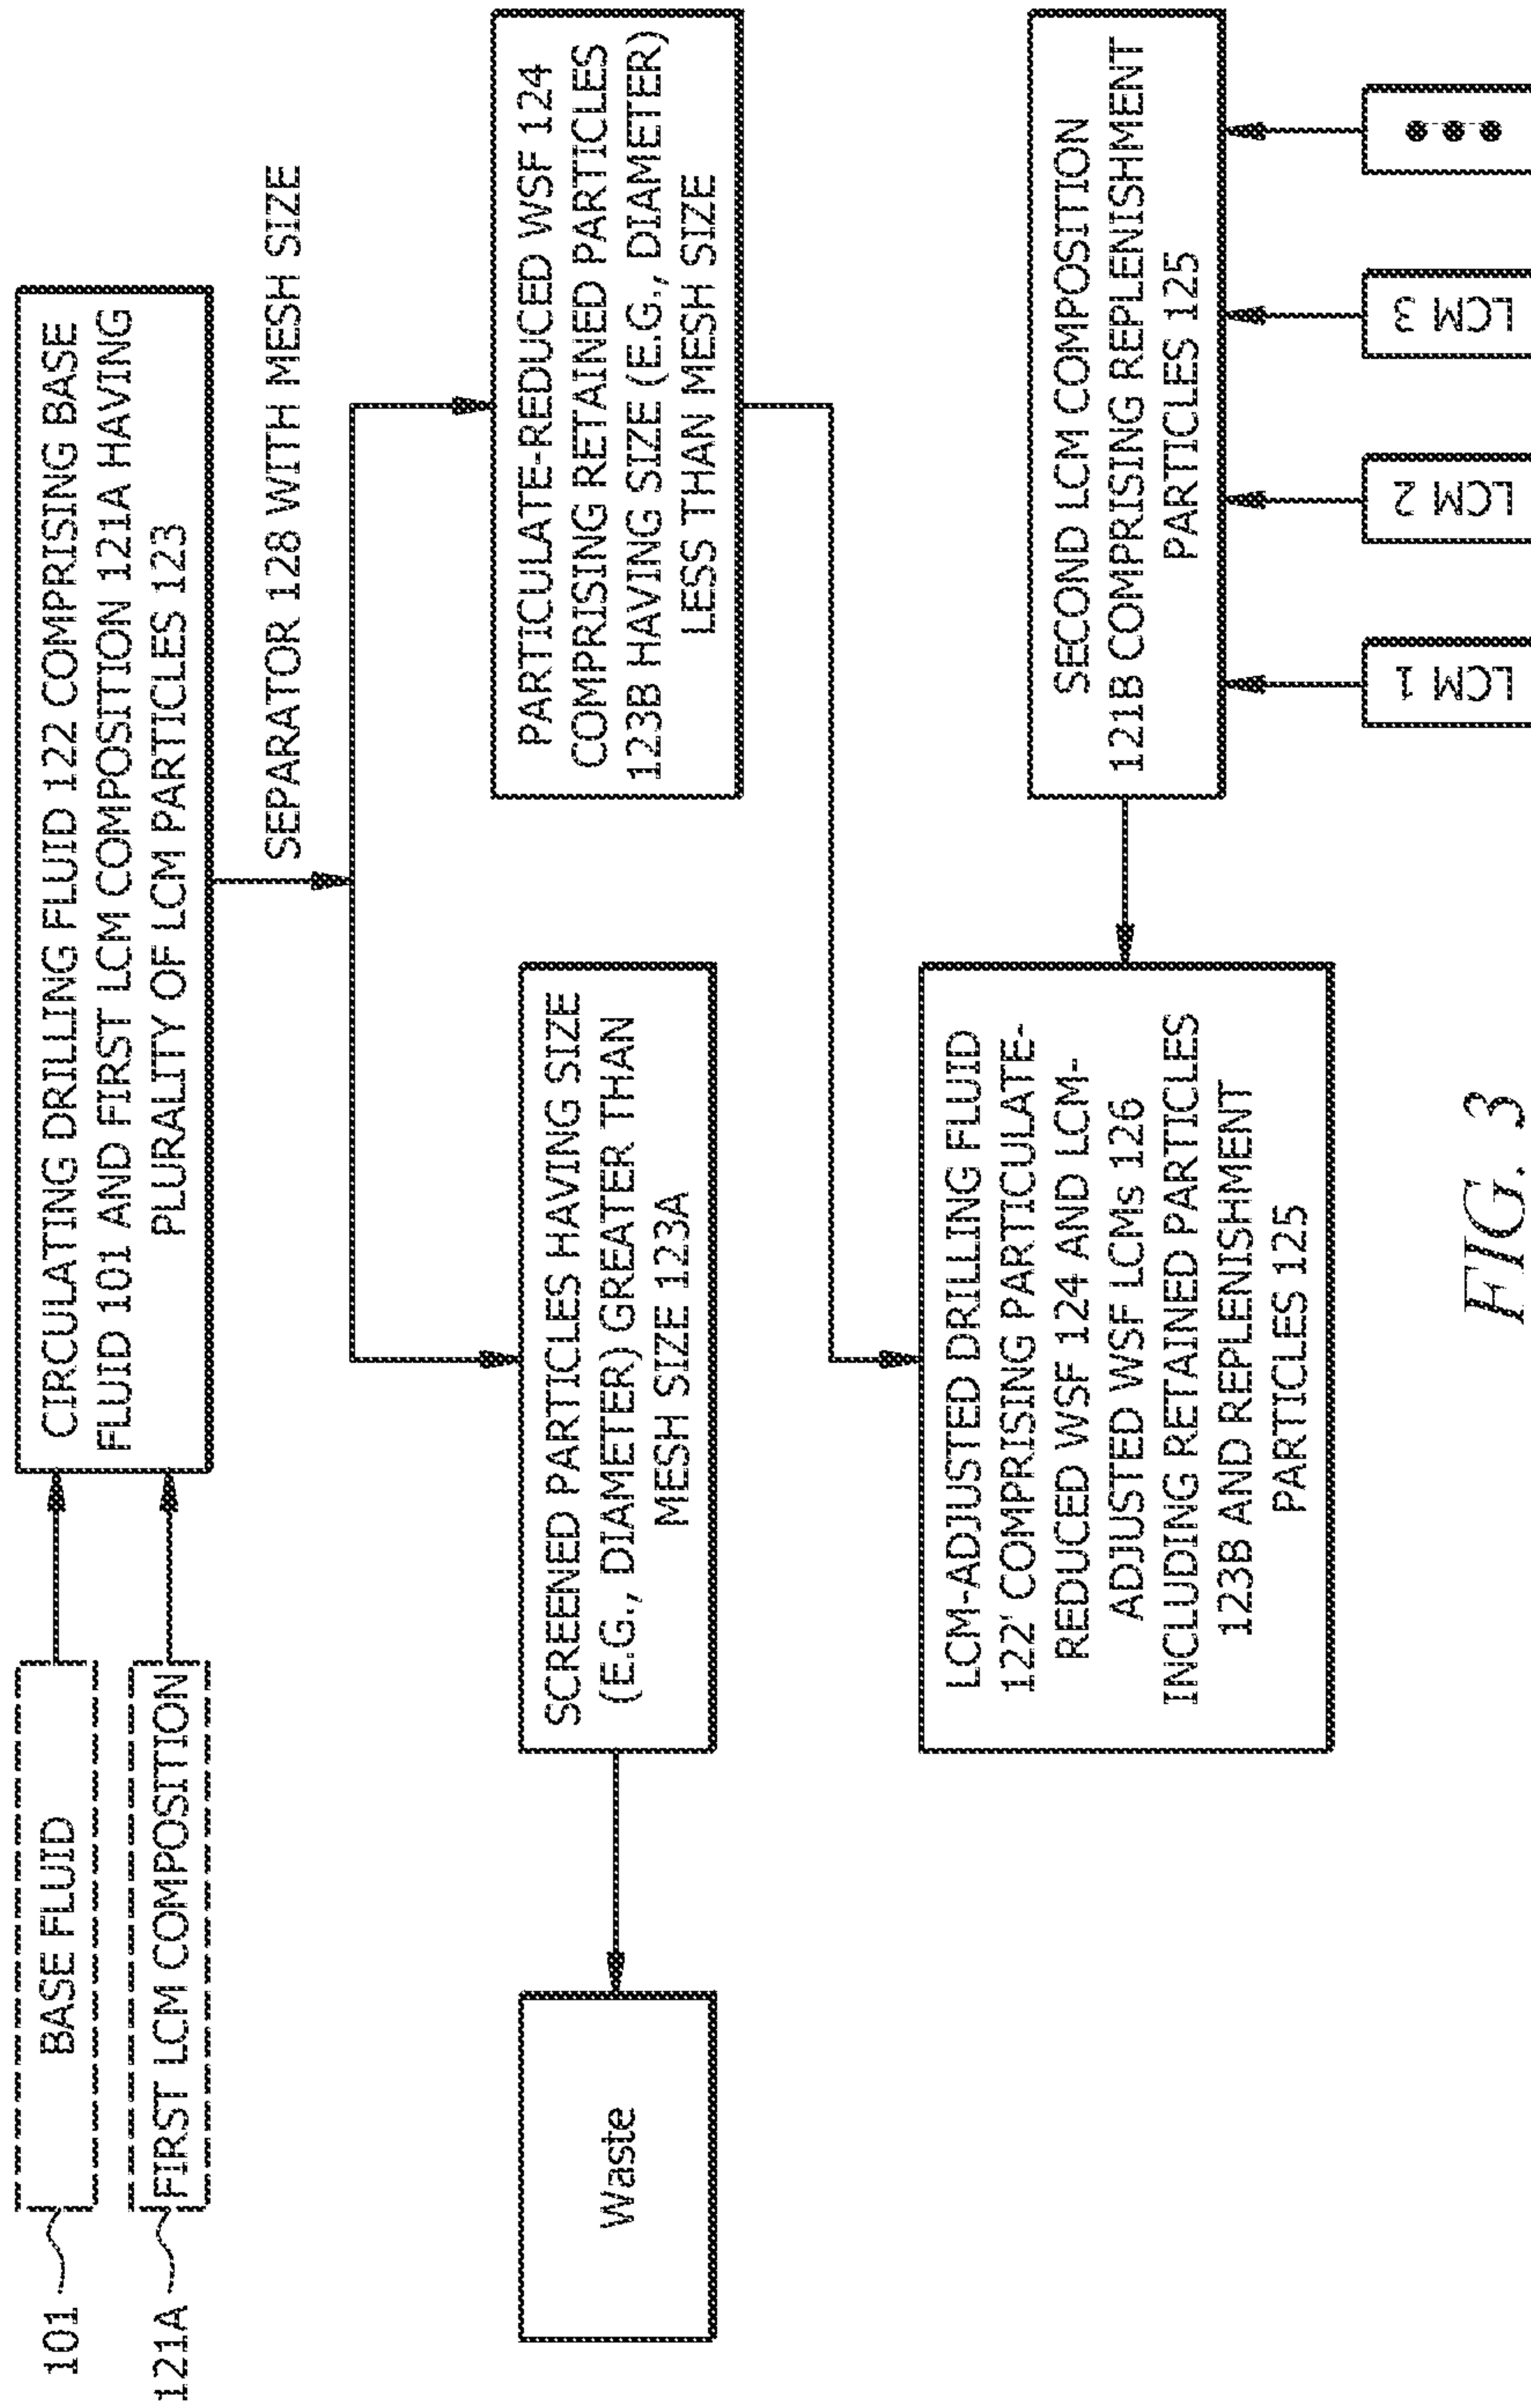 101
BASE FLUID
121A
FIRST LCM COMPOSITION
CIRCULATING DRILLING FLUID 122 COMPRISING BASE
FLUID 101 AND FIRST LCM COMPOSITION 121A HAVING
PLURALITY OF LCM PARTICLES 123
SEPARATOR 128 WITH MESH SIZE
Waste
SCREENED PARTICLES HAVING SIZE
(E.G., DIAMETER) GREATER THAN
MESH SIZE 123A
PARTICULATE-REDUCED WSF 124
COMPRISING RETAINED PARTICLES
123B HAVING SIZE (E.G., DIAMETER)
LESS THAN MESH SIZE
LCM-ADJUSTED DRILLING FLUID
122' COMPRISING PARTICULATE-
REDUCED WSF 124 AND LCM-
ADJUSTED WSF LCMs 126
INCLUDING RETAINED PARTICLES
123B AND REPLENISHMENT
PARTICLES 125
SECOND LCM COMPOSITION
121B COMPRISING REPLENISHMENT
PARTICLES 125
LCM 1
LCM 2
LCM 3
FIG. 3